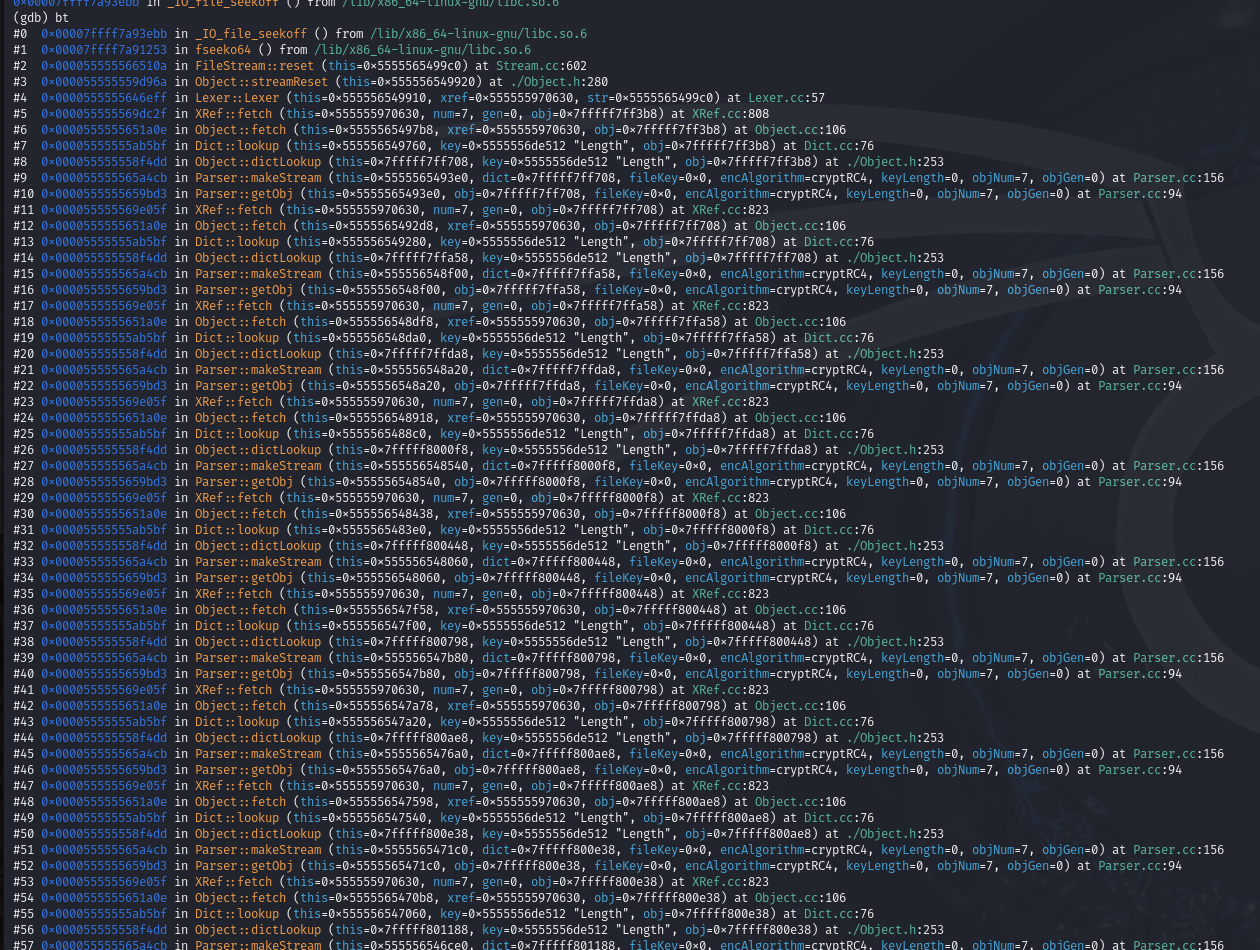 0x00007ffff7a93ebb in _IO_file_seekoff () from /lib/x86_64-linux-gnu/libc.so.6
(gdb) bt
#0 0x00007ffff7a93ebb in _IO_file_seekoff () from /lib/x86_64-linux-gnu/libc.so.6
#1 0x00007ffff7a91253 in fseeko64 () from /lib/x86_64-linux-gnu/libc.so.6
#2 0x000055555566510a in FileStream::reset (this=0x5555565499c0) at Stream.cc:602
#3 0x000055555559d96a in Object::streamReset (this=0x555556549920) at ./Object.h:280
#4 0x0000555555646eff in Lexer::Lexer (this=0x555556549910, xref=0x555555970630, str=0x5555565499c0) at Lexer.cc:57
#5 0x000055555569dc2f in XRef::fetch (this=0x555555970630, num=7, gen=0, obj=0x7fffff7ff3b8) at XRef.cc:808
#6 0x0000555555651a0e in Object::fetch (this=0x5555565497b8, xref=0x555555970630, obj=0x7fffff7ff3b8) at Object.cc:106
#7 0x00005555555ab5bf in Dict::lookup (this=0x555556549760, key=0x5555556de512 "Length", obj=0x7fffff7ff3b8) at Dict.cc:76
#8 0x000055555558f4dd in Object::dictLookup (this=0x7fffff7ff708, key=0x5555556de512 "Length", obj=0x7fffff7ff3b8) at ./Object.h:253
#9 0x000055555565a4cb in Parser::makeStream (this=0x5555565493e0, dict=0x7fffff7ff708, fileKey=0x0, encAlgorithm=cryptRC4, keyLength=0, objNum=7, objGen=0) at Parser.cc:156
#10 0x0000555555659bd3 in Parser::getObj (this=0x5555565493e0, obj=0x7fffff7ff708, fileKey=0x0, encAlgorithm=cryptRC4, keyLength=0, objNum=7, objGen=0) at Parser.cc:94
#11 0x000055555569e05f in XRef::fetch (this=0x555555970630, num=7, gen=0, obj=0x7fffff7ff708) at XRef.cc:823
#12 0x0000555555651a0e in Object::fetch (this=0x5555565492d8, xref=0x555555970630, obj=0x7fffff7ff708) at Object.cc:106
#13 0x00005555555ab5bf in Dict::lookup (this=0x555556549280, key=0x5555556de512 "Length", obj=0x7fffff7ff708) at Dict.cc:76
#14 0x000055555558f4dd in Object::dictLookup (this=0x7fffff7ffa58, key=0x5555556de512 "Length", obj=0x7fffff7ff708) at ./Object.h:253
#15 0x000055555565a4cb in Parser::makeStream (this=0x555556548f00, dict=0x7fffff7ffa58, fileKey=0x0, encAlgorithm=cryptRC4, keyLength=0, objNum=7, objGen=0) at Parser.cc:156
#16 0x0000555555659bd3 in Parser::getObj (this=0x555556548f00, obj=0x7fffff7ffa58, fileKey=0x0, encAlgorithm=cryptRC4, keyLength=0, objNum=7, objGen=0) at Parser.cc:94
#17 0x000055555569e05f in XRef::fetch (this=0x555555970630, num=7, gen=0, obj=0x7fffff7ffa58) at XRef.cc:823
#18 0x0000555555651a0e in Object::fetch (this=0x555556548df8, xref=0x555555970630, obj=0x7fffff7ffa58) at Object.cc:106
#19 0x00005555555ab5bf in Dict::lookup (this=0x555556548da0, key=0x5555556de512 "Length", obj=0x7fffff7ffa58) at Dict.cc:76
#20 0x000055555558f4dd in Object::dictLookup (this=0x7fffff7ffda8, key=0x5555556de512 "Length", obj=0x7fffff7ffa58) at ./Object.h:253
#21 0x000055555565a4cb in Parser::makeStream (this=0x555556548a20, dict=0x7fffff7ffda8, fileKey=0x0, encAlgorithm=cryptRC4, keyLength=0, objNum=7, objGen=0) at Parser.cc:156
#22 0x0000555555659bd3 in Parser::getObj (this=0x555556548a20, obj=0x7fffff7ffda8, fileKey=0x0, encAlgorithm=cryptRC4, keyLength=0, objNum=7, objGen=0) at Parser.cc:94
#23 0x000055555569e05f in XRef::fetch (this=0x555555970630, num=7, gen=0, obj=0x7fffff7ffda8) at XRef.cc:823
#24 0x0000555555651a0e in Object::fetch (this=0x555556548918, xref=0x555555970630, obj=0x7fffff7ffda8) at Object.cc:106
#25 0x00005555555ab5bf in Dict::lookup (this=0x5555565488c0, key=0x5555556de512 "Length", obj=0x7fffff7ffda8) at Dict.cc:76
#26 0x000055555558f4dd in Object::dictLookup (this=0x7fffff8000f8, key=0x5555556de512 "Length", obj=0x7fffff7ffda8) at ./Object.h:253
#27 0x000055555565a4cb in Parser::makeStream (this=0x555556548540, dict=0x7fffff8000f8, fileKey=0x0, encAlgorithm=cryptRC4, keyLength=0, objNum=7, objGen=0) at Parser.cc:156
#28 0x0000555555659bd3 in Parser::getObj (this=0x555556548540, obj=0x7fffff8000f8, fileKey=0x0, encAlgorithm=cryptRC4, keyLength=0, objNum=7, objGen=0) at Parser.cc:94
#29 0x000055555569e05f in XRef::fetch (this=0x555555970630, num=7, gen=0, obj=0x7fffff8000f8) at XRef.cc:823
#30 0x0000555555651a0e in Object::fetch (this=0x555556548438, xref=0x555555970630, obj=0x7fffff8000f8) at Object.cc:106
#31 0x00005555555ab5bf in Dict::lookup (this=0x5555565483e0, key=0x5555556de512 "Length", obj=0x7fffff8000f8) at Dict.cc:76
#32 0x000055555558f4dd in Object::dictLookup (this=0x7fffff800448, key=0x5555556de512 "Length", obj=0x7fffff8000f8) at ./Object.h:253
#33 0x000055555565a4cb in Parser::makeStream (this=0x555556548060, dict=0x7fffff800448, fileKey=0x0, encAlgorithm=cryptRC4, keyLength=0, objNum=7, objGen=0) at Parser.cc:156
#34 0x0000555555659bd3 in Parser::getObj (this=0x555556548060, obj=0x7fffff800448, fileKey=0x0, encAlgorithm=cryptRC4, keyLength=0, objNum=7, objGen=0) at Parser.cc:94
#35 0x000055555569e05f in XRef::fetch (this=0x555555970630, num=7, gen=0, obj=0x7fffff800448) at XRef.cc:823
#36 0x0000555555651a0e in Object::fetch (this=0x555556547f58, xref=0x555555970630, obj=0x7fffff800448) at Object.cc:106
#37 0x00005555555ab5bf in Dict::lookup (this=0x555556547f00, key=0x5555556de512 "Length", obj=0x7fffff800448) at Dict.cc:76
#38 0x000055555558f4dd in Object::dictLookup (this=0x7fffff800798, key=0x5555556de512 "Length", obj=0x7fffff800448) at ./Object.h:253
#39 0x000055555565a4cb in Parser::makeStream (this=0x555556547b80, dict=0x7fffff800798, fileKey=0x0, encAlgorithm=cryptRC4, keyLength=0, objNum=7, objGen=0) at Parser.cc:156
#40 0x0000555555659bd3 in Parser::getObj (this=0x555556547b80, obj=0x7fffff800798, fileKey=0x0, encAlgorithm=cryptRC4, keyLength=0, objNum=7, objGen=0) at Parser.cc:94
#41 0x000055555569e05f in XRef::fetch (this=0x555555970630, num=7, gen=0, obj=0x7fffff800798) at XRef.cc:823
#42 0x0000555555651a0e in Object::fetch (this=0x555556547a78, xref=0x555555970630, obj=0x7fffff800798) at Object.cc:106
#43 0x00005555555ab5bf in Dict::lookup (this=0x555556547a20, key=0x5555556de512 "Length", obj=0x7fffff800798) at Dict.cc:76
#44 0x000055555558f4dd in Object::dictLookup (this=0x7fffff800ae8, key=0x5555556de512 "Length", obj=0x7fffff800798) at ./Object.h:253
#45 0x000055555565a4cb in Parser::makeStream (this=0x5555565476a0, dict=0x7fffff800ae8, fileKey=0x0, encAlgorithm=cryptRC4, keyLength=0, objNum=7, objGen=0) at Parser.cc:156
#46 0x0000555555659bd3 in Parser::getObj (this=0x5555565476a0, obj=0x7fffff800ae8, fileKey=0x0, encAlgorithm=cryptRC4, keyLength=0, objNum=7, objGen=0) at Parser.cc:94
#47 0x000055555569e05f in XRef::fetch (this=0x555555970630, num=7, gen=0, obj=0x7fffff800ae8) at XRef.cc:823
#48 0x0000555555651a0e in Object::fetch (this=0x555556547598, xref=0x555555970630, obj=0x7fffff800ae8) at Object.cc:106
#49 0x00005555555ab5bf in Dict::lookup (this=0x555556547540, key=0x5555556de512 "Length", obj=0x7fffff800ae8) at Dict.cc:76
#50 0x000055555558f4dd in Object::dictLookup (this=0x7fffff800e38, key=0x5555556de512 "Length", obj=0x7fffff800ae8) at ./Object.h:253
#51 0x000055555565a4cb in Parser::makeStream (this=0x5555565471c0, dict=0x7fffff800e38, fileKey=0x0, encAlgorithm=cryptRC4, keyLength=0, objNum=7, objGen=0) at Parser.cc:156
#52 0x0000555555659bd3 in Parser::getObj (this=0x5555565471c0, obj=0x7fffff800e38, fileKey=0x0, encAlgorithm=cryptRC4, keyLength=0, objNum=7, objGen=0) at Parser.cc:94
#53 0x000055555569e05f in XRef::fetch (this=0x555555970630, num=7, gen=0, obj=0x7fffff800e38) at XRef.cc:823
#54 0x0000555555651a0e in Object::fetch (this=0x5555565470b8, xref=0x555555970630, obj=0x7fffff800e38) at Object.cc:106
#55 0x00005555555ab5bf in Dict::lookup (this=0x555556547060, key=0x5555556de512 "Length", obj=0x7fffff800e38) at Dict.cc:76
#56 0x000055555558f4dd in Object::dictLookup (this=0x7fffff801188, key=0x5555556de512 "Length", obj=0x7fffff800e38) at ./Object.h:253
#57 0x000055555565a4cb in Parser::makeStream (this=0x555556546ce0, dict=0x7fffff801188, fileKey=0x0, encAlgorithm=cryptRC4, keyLength=0, objNum=7, objGen=0) at Parser.cc:156